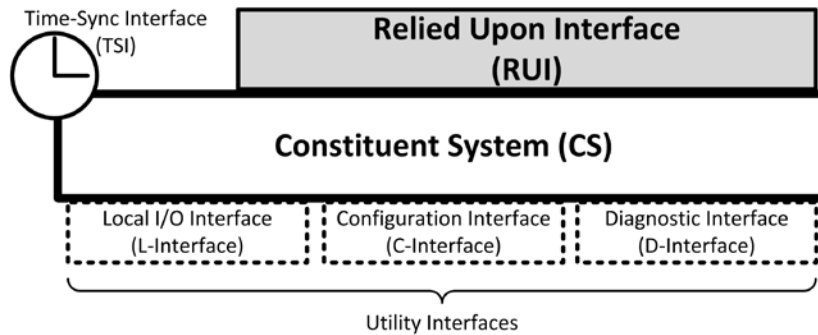 Time-Sync Interface
(TSI)
Relied Upon Interface
(RUI)
Constituent System (CS)
Local I/O Interface
(L-Interface)
Configuration Interface
(C-Interface)
Diagnostic Interface
(D-Interface)
Utility Interfaces